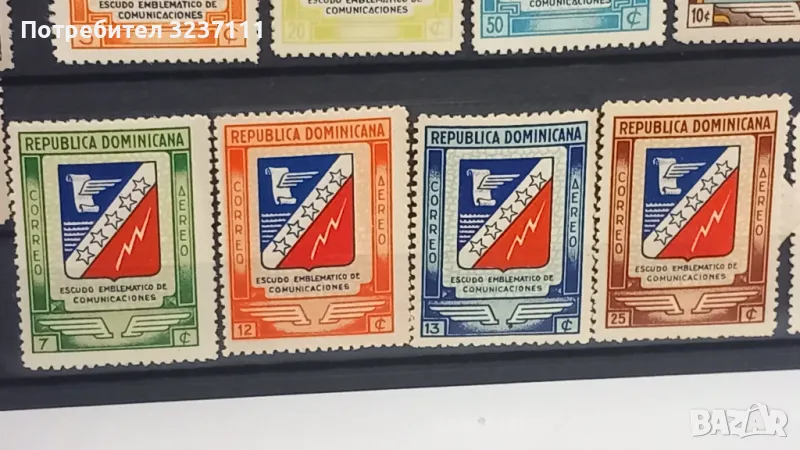 Потребител 3237111
ESCUDO EMBLEMATICO DE
COMUNICACIONES
20 ₡
COMUNICACIONES
50 ₡
10¢
REPUBLICA DOMINICANA
CORREO
AEREO
ESCUDO EMBLEMATICO DE
COMUNICACIONES
7 ₡
REPUBLICA DOMINICANA
CORREO
AEREO
ESCUDO EMBLEMATICO DE
COMUNICACIONES
12 ₡
REPUBLICA DOMINICANA
CORREO
AEREO
ESCUDO EMBLEMATICO DE
COMUNICACIONES
13 ₡
REPUBLICA DOMINICANA
CORREO
AEREO
ESCUDO EMBLEMATICO DE
COMUNICACIONES
25 ₡
BAZAR